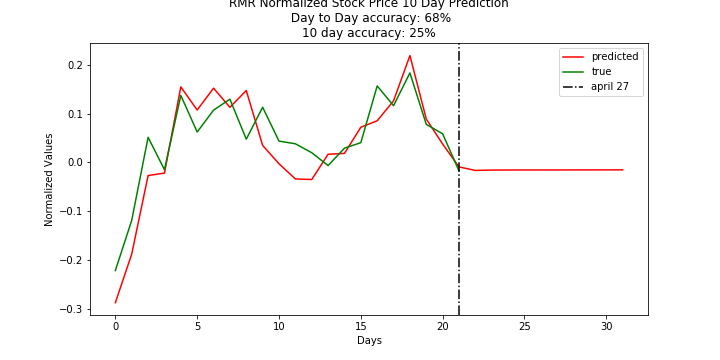 RMR Normalized Stock Price 10 Day Prediction
Day to Day accuracy: 68%
10 day accuracy: 25%
predicted
true
april 27
0.2
0.1
0.0
−0.1
−0.2
−0.3
Normalized Values
0
5
10
15
20
25
30
Days